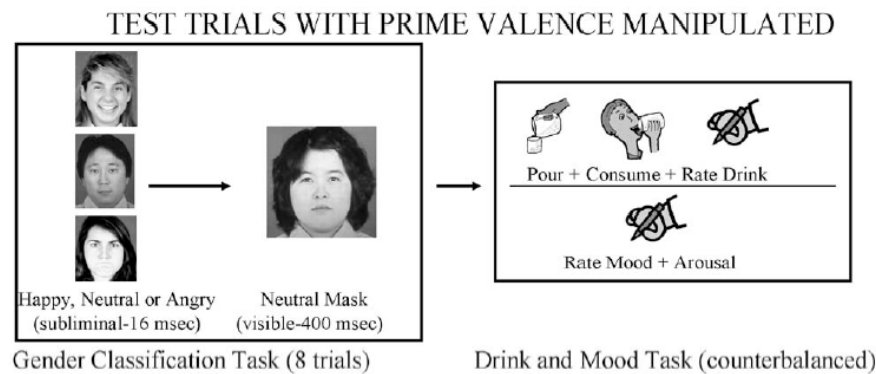 TEST TRIALS WITH PRIME VALENCE MANIPULATED
Happy, Neutral or Angry
(subliminal-16 msec)
Neutral Mask
(visible-400 msec)
Gender Classification Task (8 trials)
Pour + Consume + Rate Drink
Rate Mood + Arousal
Drink and Mood Task (counterbalanced)